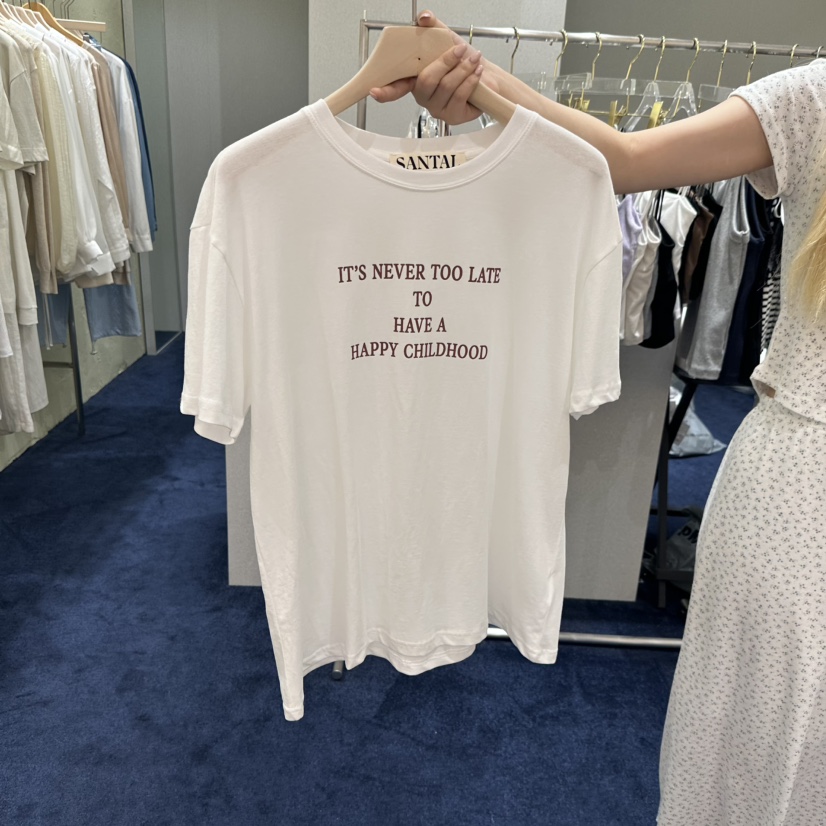 SANTAL
IT'S NEVER TOO LATE
TO
HAVE A
HAPPY CHILDHOOD